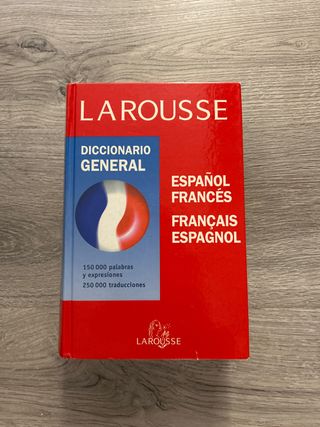 LAROUSSE
DICCIONARIO
GENERAL
ESPAÑOL
FRANCÉS
FRANÇAIS
ESPAGNOL
150 000 palabras
y expresiones
250 000 traducciones
LAROUSSE